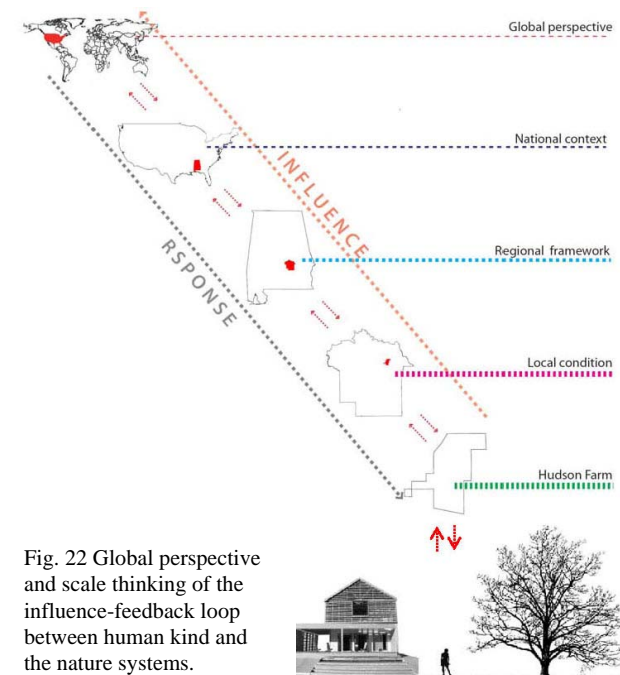 Global perspective
National context
INFLUENCE
Regional framework
RSPONSE
Local condition
Hudson Farm
Fig. 22 Global perspective
and scale thinking of the
influence-feedback loop
between human kind and
the nature systems.